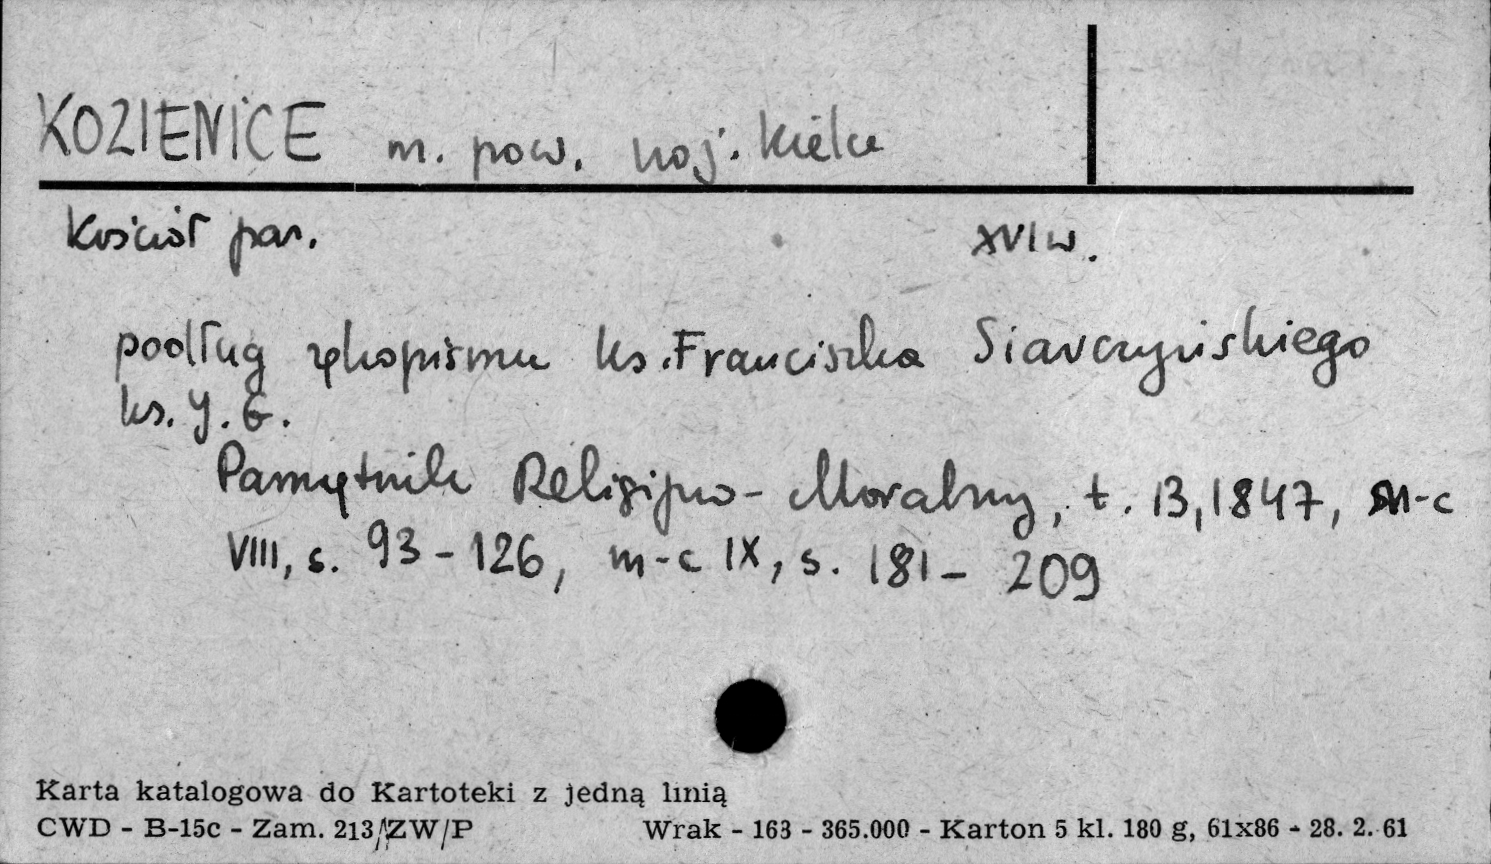 KOZIENICE m. pow. woj. Kielce
Kościół par. XVI w.
podług rękopismu ks. Franciszka Siarczyńskiego
ks. J. G.
Pamiętnik Religijno-Moralny, t. 13, 1847, m-c
VIII, s. 93-126, m-c IX, s. 181-209
Karta katalogowa do Kartoteki z jedną linią
CWD - B-15c - Zam. 213/ZW/P Wrak - 163 - 365.000 - Karton 5 kl. 180 g, 61x86 - 28. 2. 61